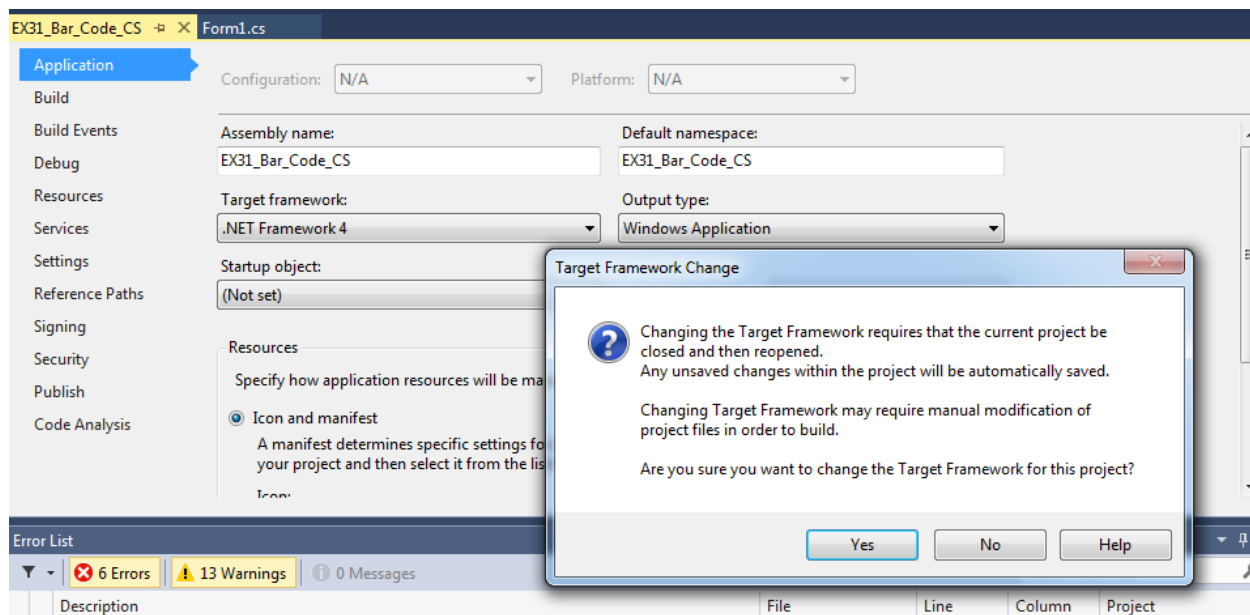 EX31_Bar_Code_CS
Form1.cs
Application
Build
Build Events
Debug
Resources
Services
Settings
Reference Paths
Signing
Security
Publish
Code Analysis
Configuration: N/A
Platform: N/A
Assembly name:
EX31_Bar_Code_CS
Default namespace:
EX31_Bar_Code_CS
Target framework:
.NET Framework 4
Output type:
Windows Application
Startup object:
(Not set)
Resources
Specify how application resources will be ma
Icon and manifest
A manifest determines specific settings fo
your project and then select it from the lis
Icon:
Target Framework Change
Changing the Target Framework requires that the current project be
closed and then reopened.
Any unsaved changes within the project will be automatically saved.
Changing Target Framework may require manual modification of
project files in order to build.
Are you sure you want to change the Target Framework for this project?
Yes
No
Help
Error List
6 Errors
13 Warnings
0 Messages
Description
File
Line
Column
Project